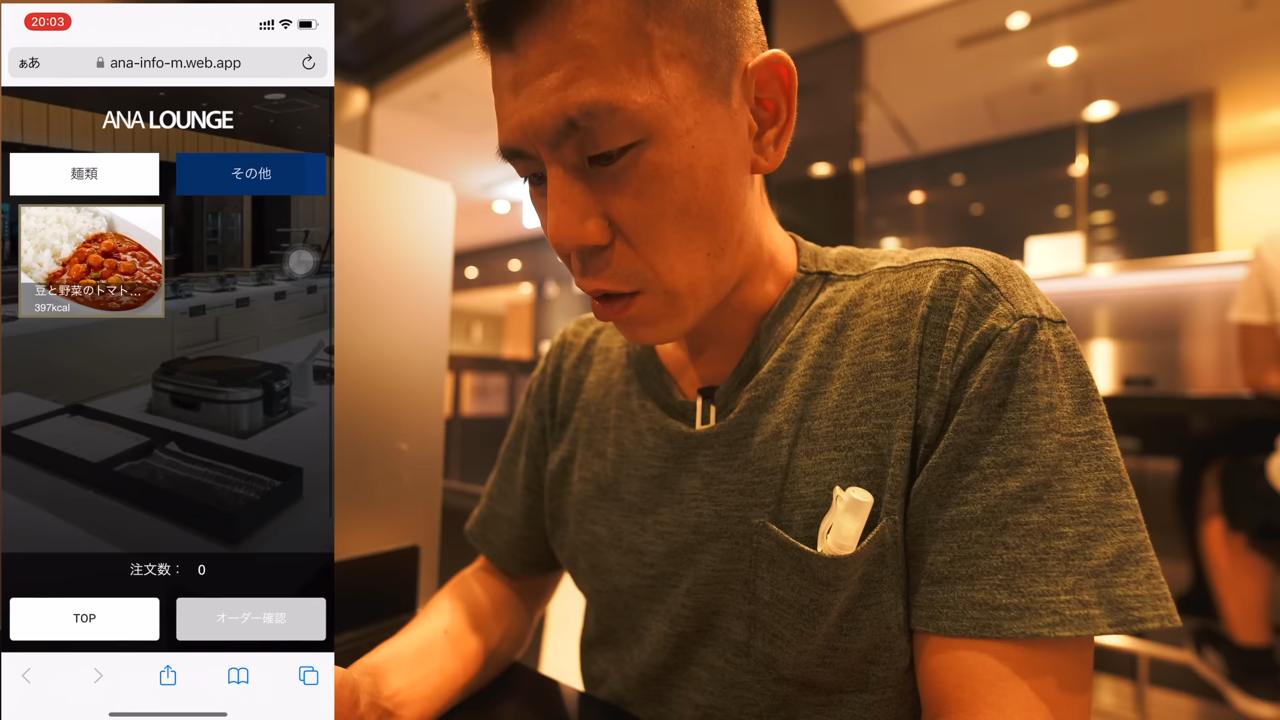 20:03
ぁあ ana-info-m.web.app
ANA LOUNGE
麺類 その他
豆と野菜のトマト...
397kcal
注文数： 0
TOP オーダー確認